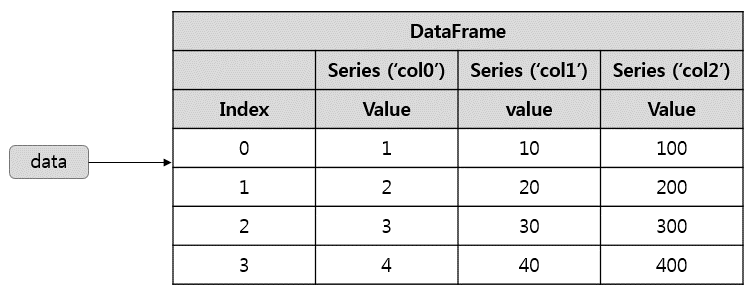 DataFrame
Series (‘col0’) Series (‘col1’) Series (‘col2’)
Index Value value Value
0 1 10 100
data
1 2 20 200
2 3 30 300
3 4 40 400